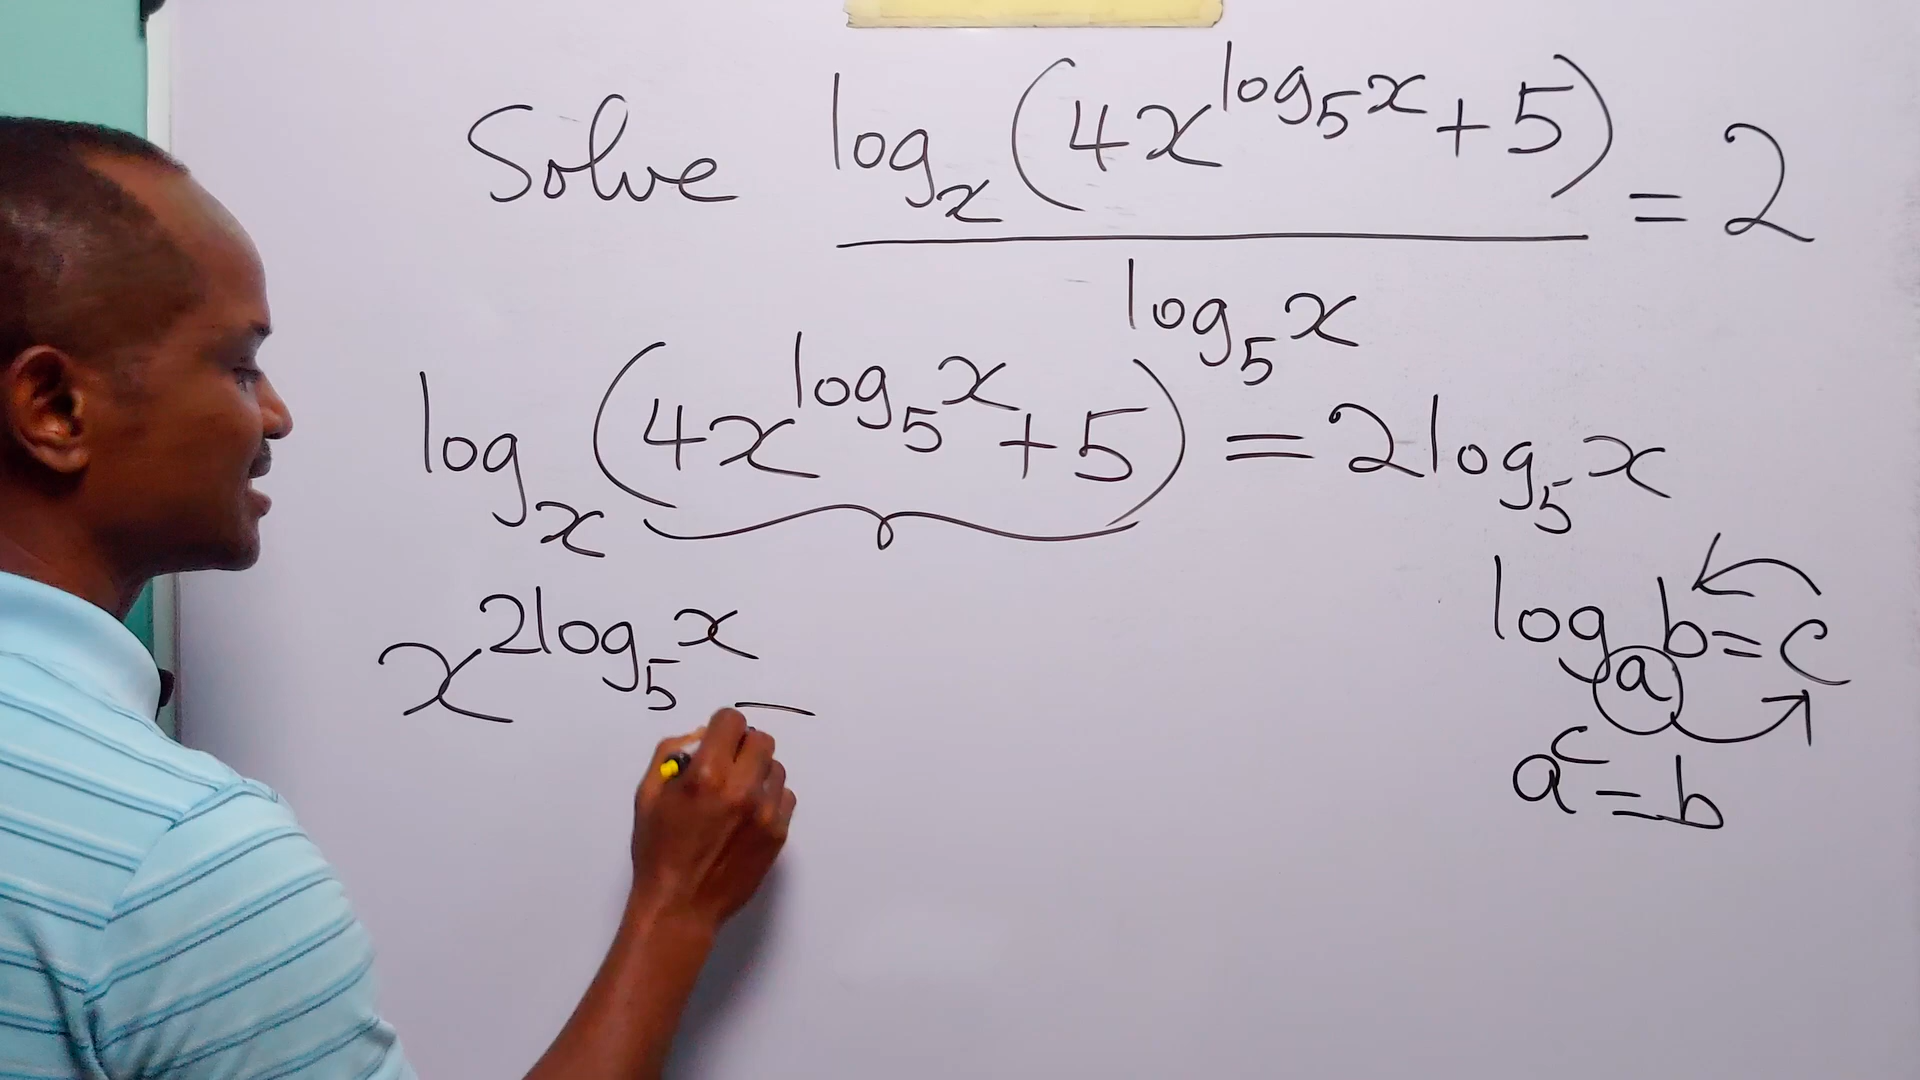 Solve log_x(4x^{log_5 x}+5)/log_5 x = 2
log_x(4x^{log_5 x}+5) = 2log_5 x
log_a b = c
x^{2log_5 x} _
a^c = b